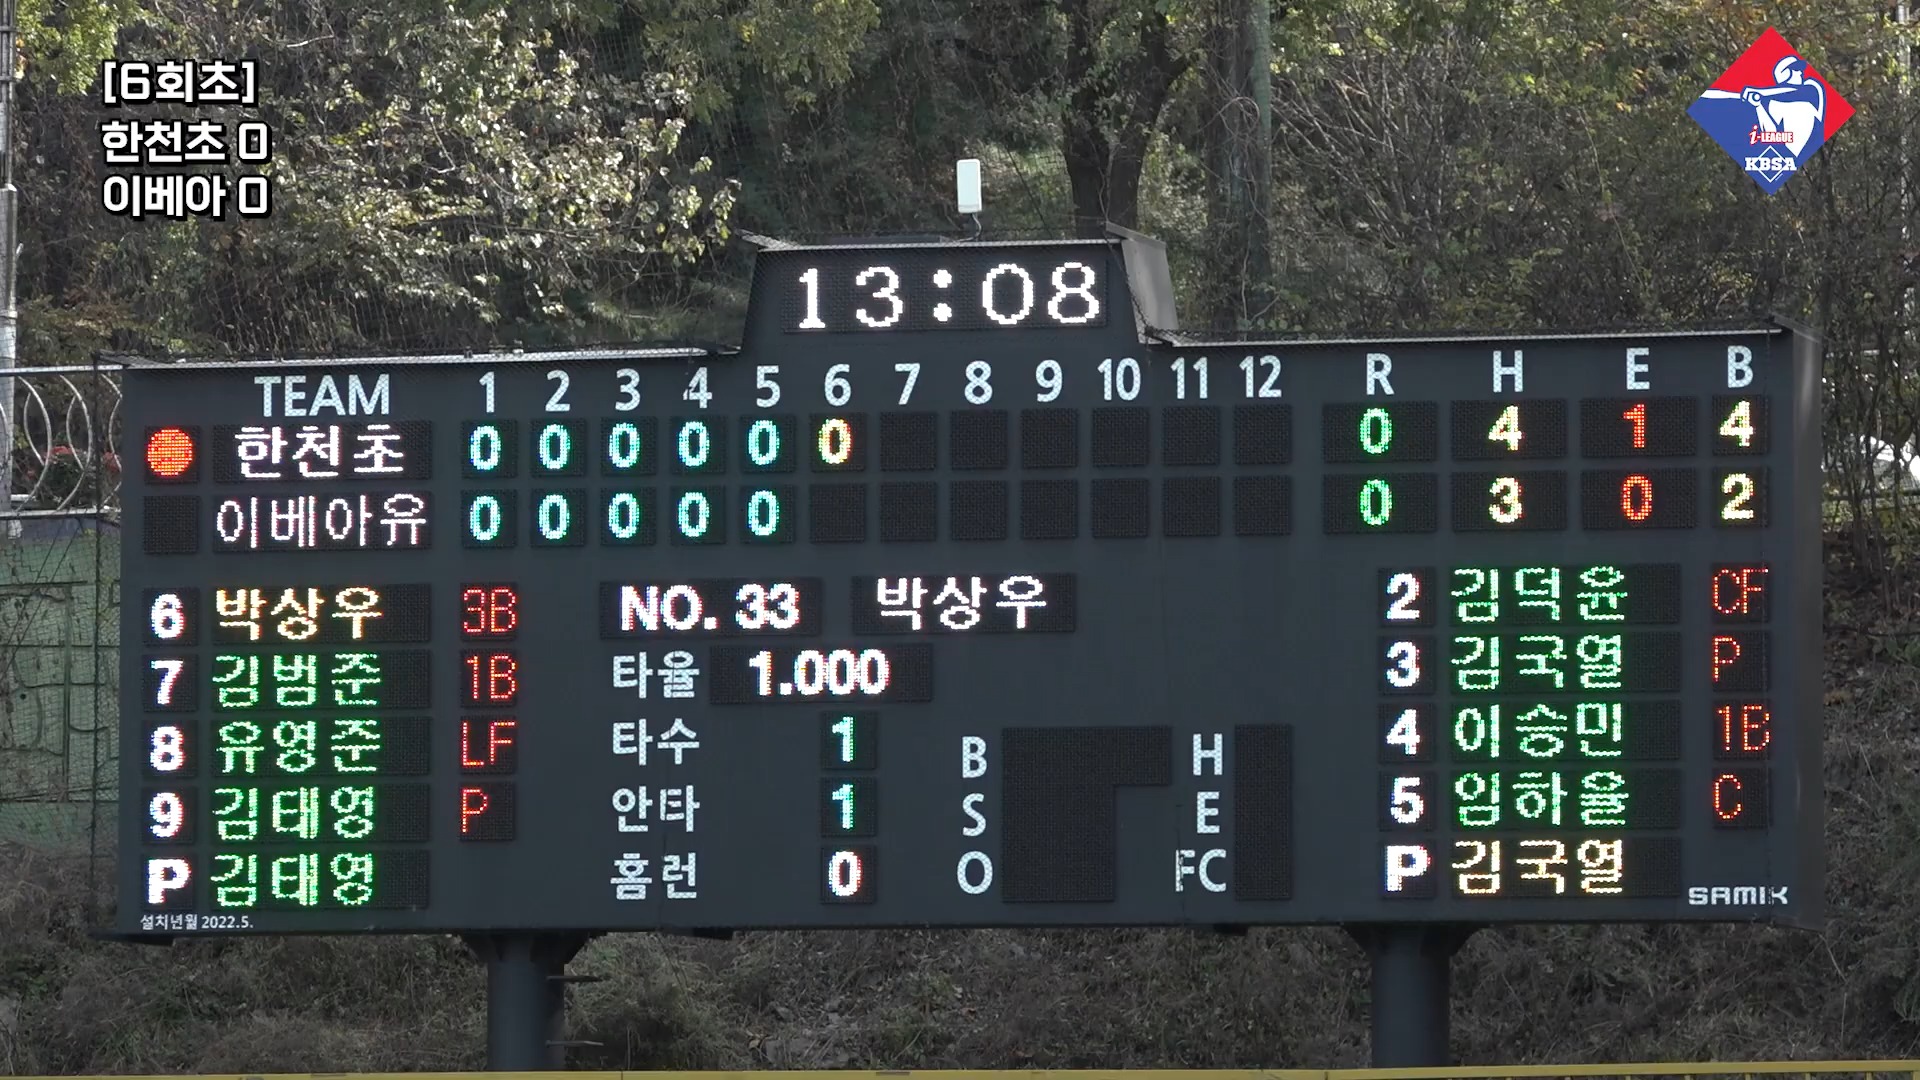 [6회초]
한천초 0
이베아 0
i-LEAGUE
KBSA
13:08
TEAM 1 2 3 4 5 6 7 8 9 10 11 12 R H E B
한천초 0 0 0 0 0 0 0 4 1 4
이베아유 0 0 0 0 0 0 3 0 2
6 박상우 3B NO. 33 박상우 2 김덕윤 CF
7 김범준 1B 타율 1.000 3 김국열 P
8 유영준 LF 타수 1 B H 4 이승민 1B
9 김태영 P 안타 1 S E 5 임하율 C
P 김태영 홈런 0 O FC P 김국열
설치년월 2022.5. SAMIK